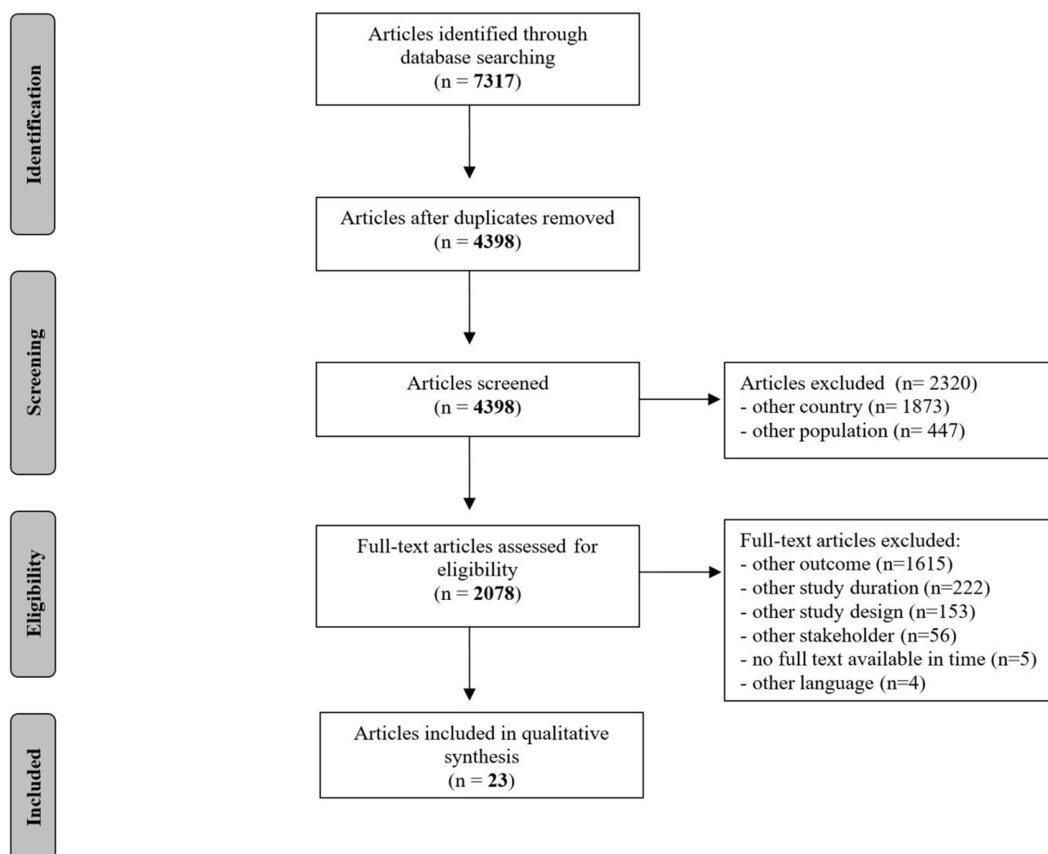 Identification
Articles identified through
database searching
(n = 7317)
Articles after duplicates removed
(n = 4398)
Screening
Articles screened
(n = 4398)
Articles excluded (n= 2320)
- other country (n= 1873)
- other population (n= 447)
Eligibility
Full-text articles assessed for
eligibility
(n = 2078)
Full-text articles excluded:
- other outcome (n=1615)
- other study duration (n=222)
- other study design (n=153)
- other stakeholder (n=56)
- no full text available in time (n=5)
- other language (n=4)
Included
Articles included in qualitative
synthesis
(n = 23)